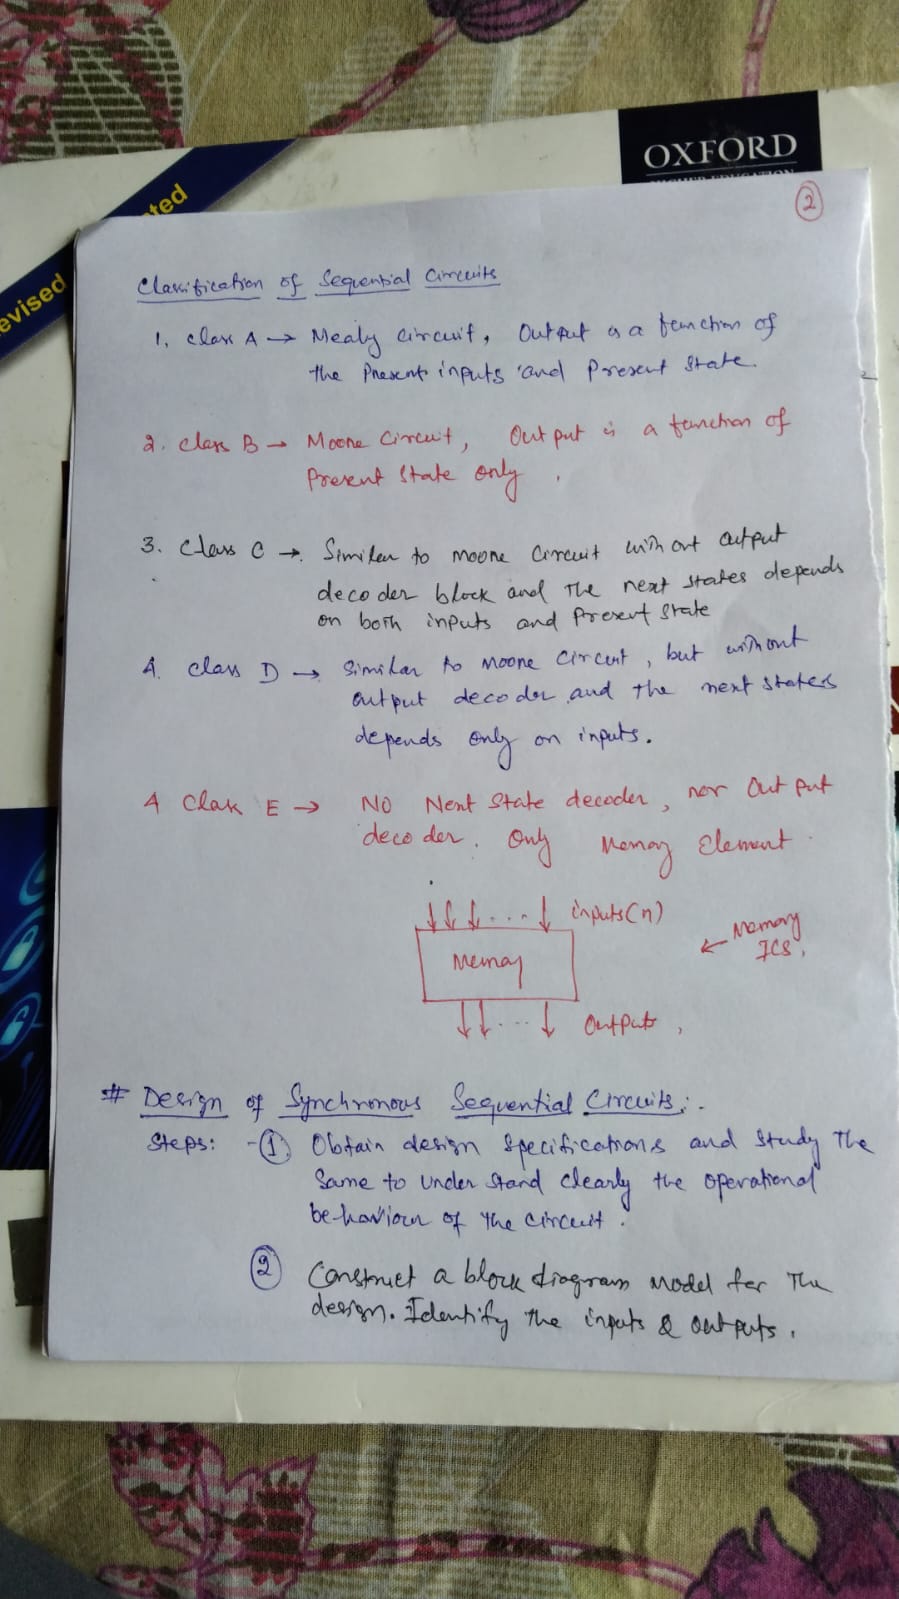 OXFORD
HIGHER EDUCATION
ted
evised
2
Classification of Sequential Circuits
1, class A → Mealy circuit, Output is a function of
the Present inputs and Present State.
2. class B → Moore Circuit, Output is a function of
Present State only.
3. Class C → Similar to Moore Circuit without output
decoder block and the next states depends
on both inputs and Present State
4. class D → Similar to Moore Circuit, but without
output decoder and the next states
depends only on inputs.
4 Class E → NO Next State decoder, nor Output
decoder. Only Memory Element.
inputs(n)
Memory
← Memory
ICS.
Outputs,
# Design of Synchronous Sequential Circuits:-
Steps: - ① Obtain design specifications and study the
Same to under stand clearly the operational
behaviour of the circuit.
② Construct a block diagram model for the
design. Identify the inputs & outputs.